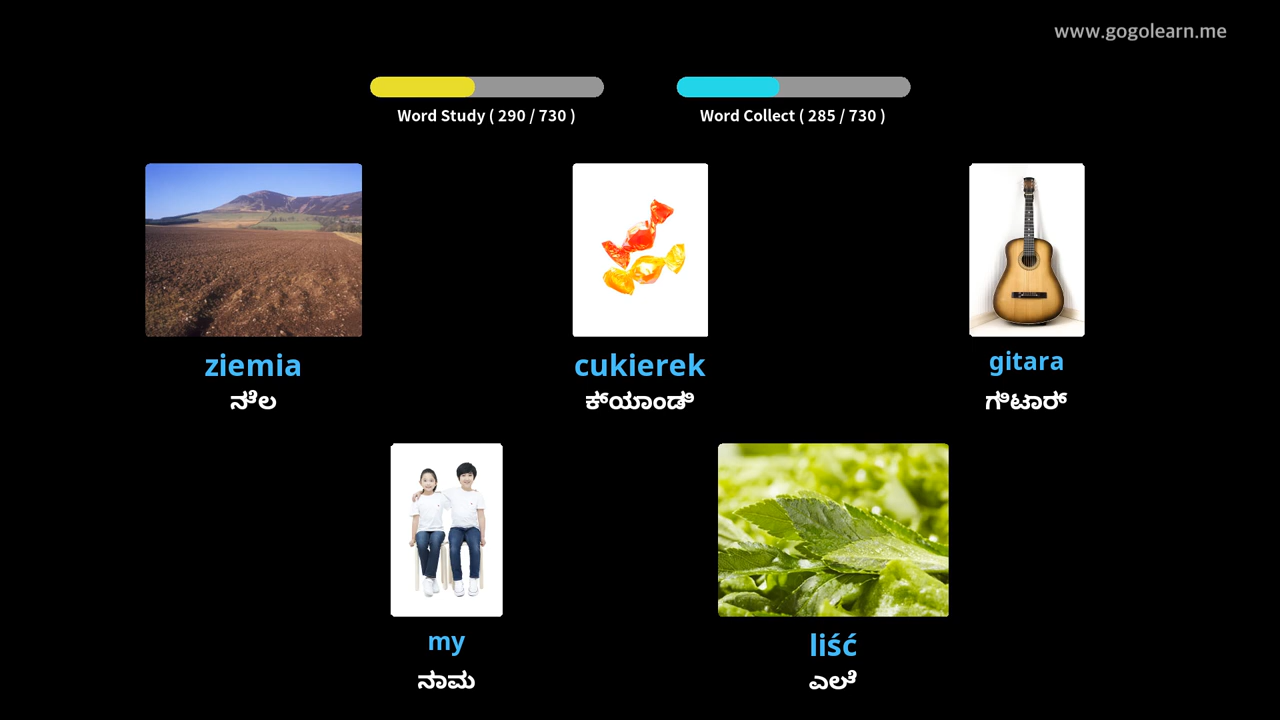 www.gogolearn.me
Word Study ( 290 / 730 )
Word Collect ( 285 / 730 )
ziemia
ನೆಲ
cukierek
ಕ್ಯಾಂಡಿ
gitara
ಗಿಟಾರ್
my
ನಾಮ
liść
ಎಲೆ